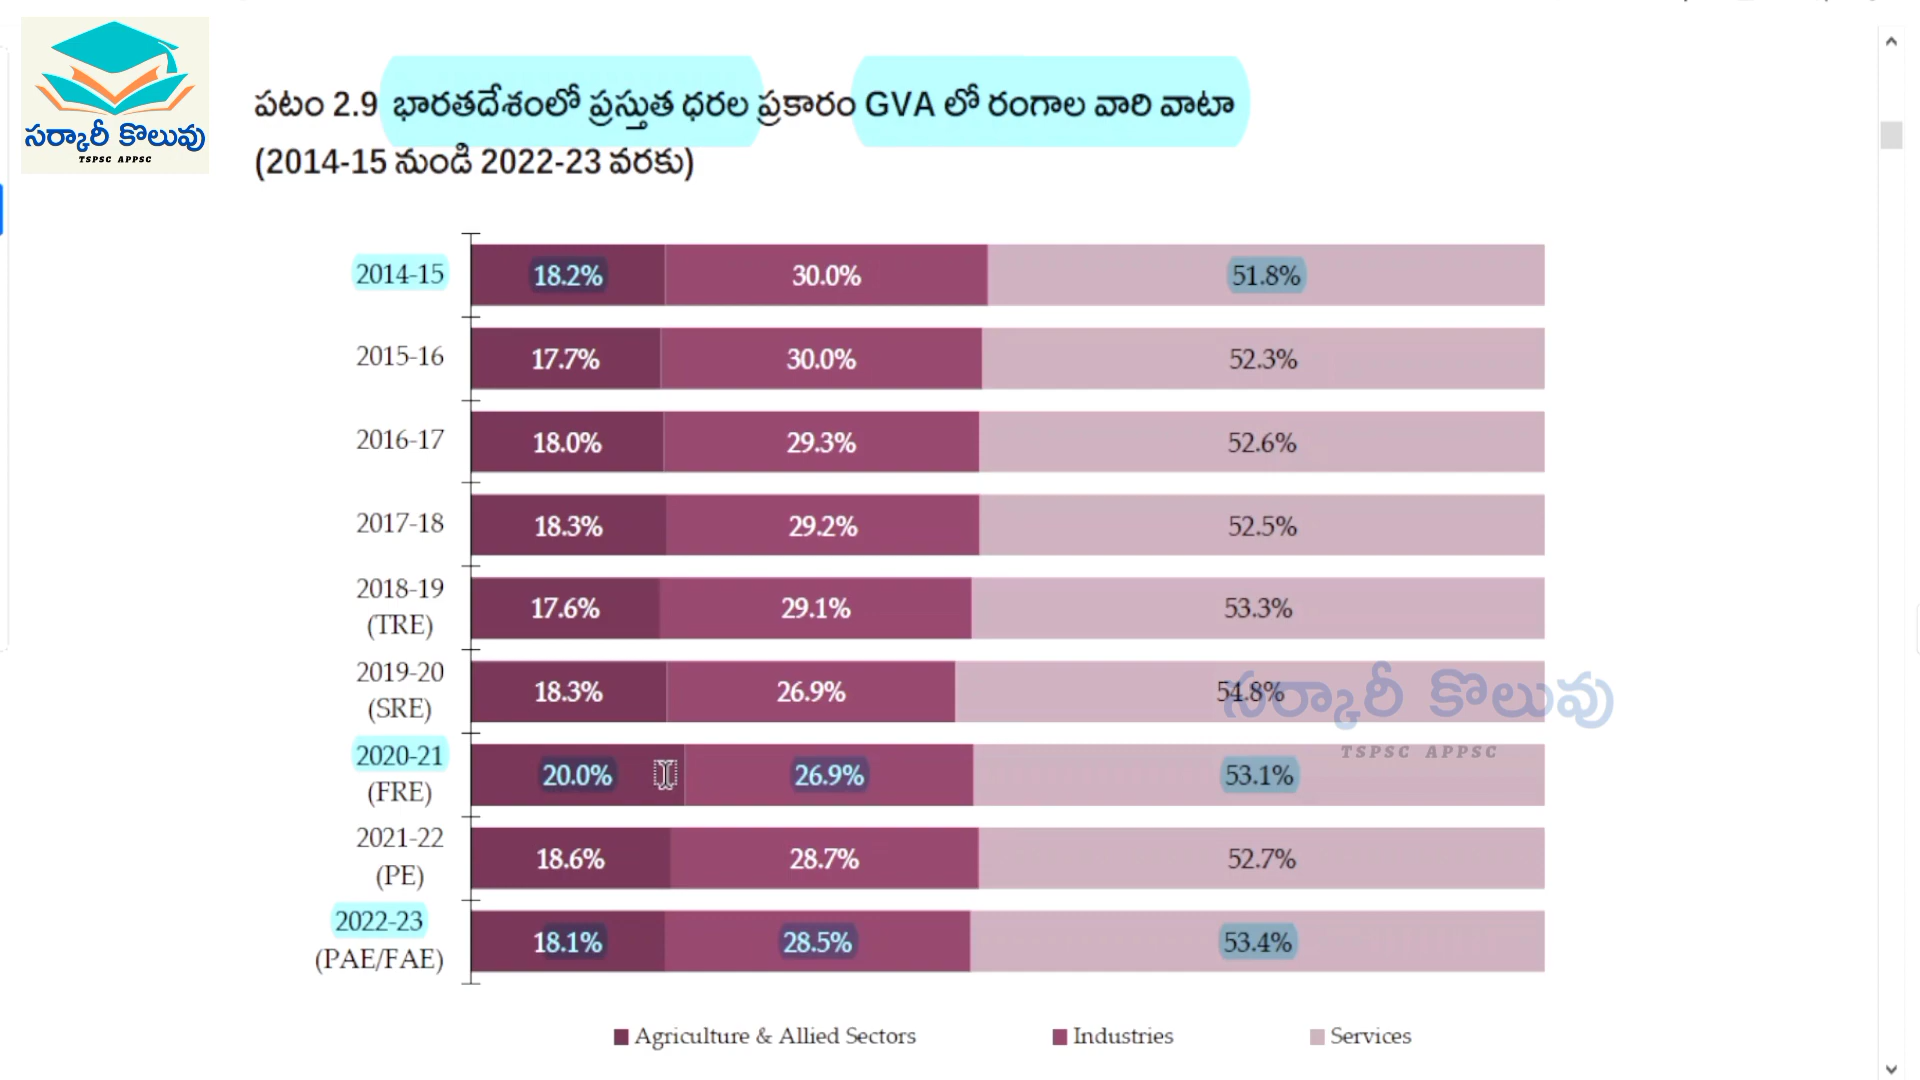 సర్కారీ కొలువు
TSPSC APPSC
పటం 2.9 భారతదేశంలో ప్రస్తుత ధరల ప్రకారం GVA లో రంగాల వారి వాటా
(2014-15 నుండి 2022-23 వరకు)
2014-15 18.2% 30.0% 51.8%
2015-16 17.7% 30.0% 52.3%
2016-17 18.0% 29.3% 52.6%
2017-18 18.3% 29.2% 52.5%
2018-19 (TRE) 17.6% 29.1% 53.3%
2019-20 (SRE) 18.3% 26.9% 54.8%
సర్కారీ కొలువు
TSPSC APPSC
2020-21 (FRE) 20.0% 26.9% 53.1%
2021-22 (PE) 18.6% 28.7% 52.7%
2022-23 (PAE/FAE) 18.1% 28.5% 53.4%
Agriculture & Allied Sectors Industries Services